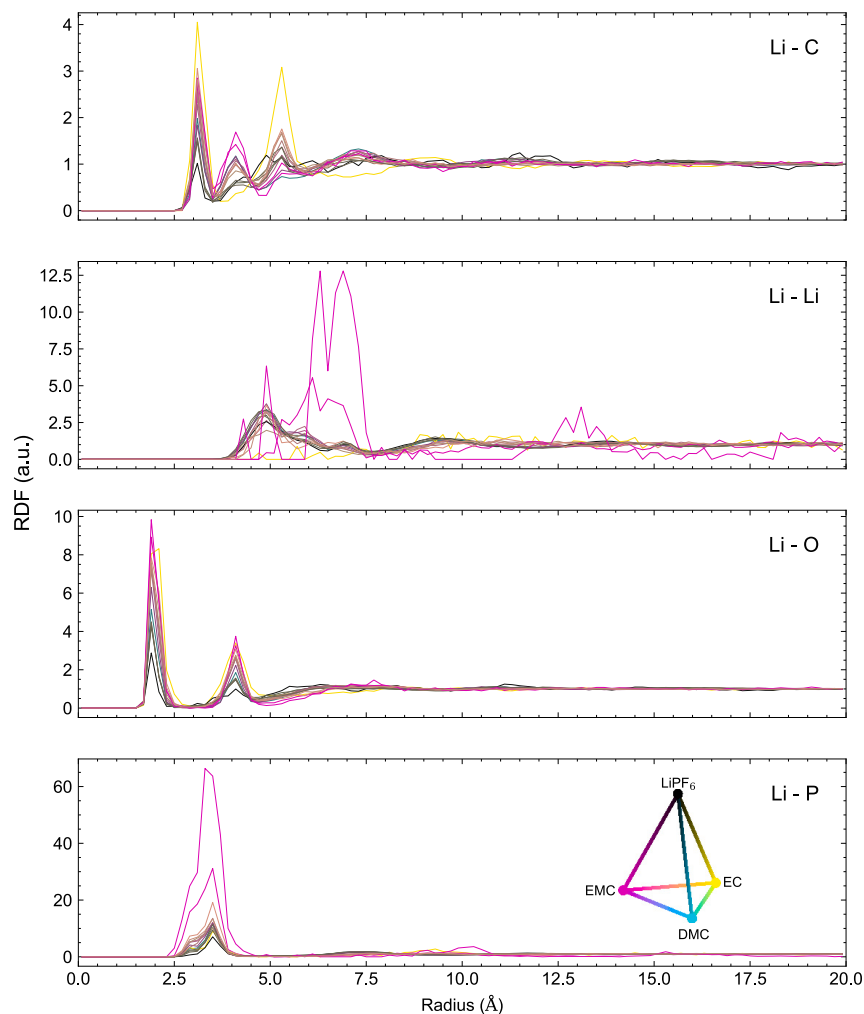 4
3
2
1
0
Li - C
12.5
10.0
7.5
5.0
2.5
0.0
Li - Li
RDF (a.u.)
10
8
6
4
2
0
Li - O
60
40
20
0
Li - P
LiPF₆
EMC
EC
DMC
0.0 2.5 5.0 7.5 10.0 12.5 15.0 17.5 20.0
Radius (Å)